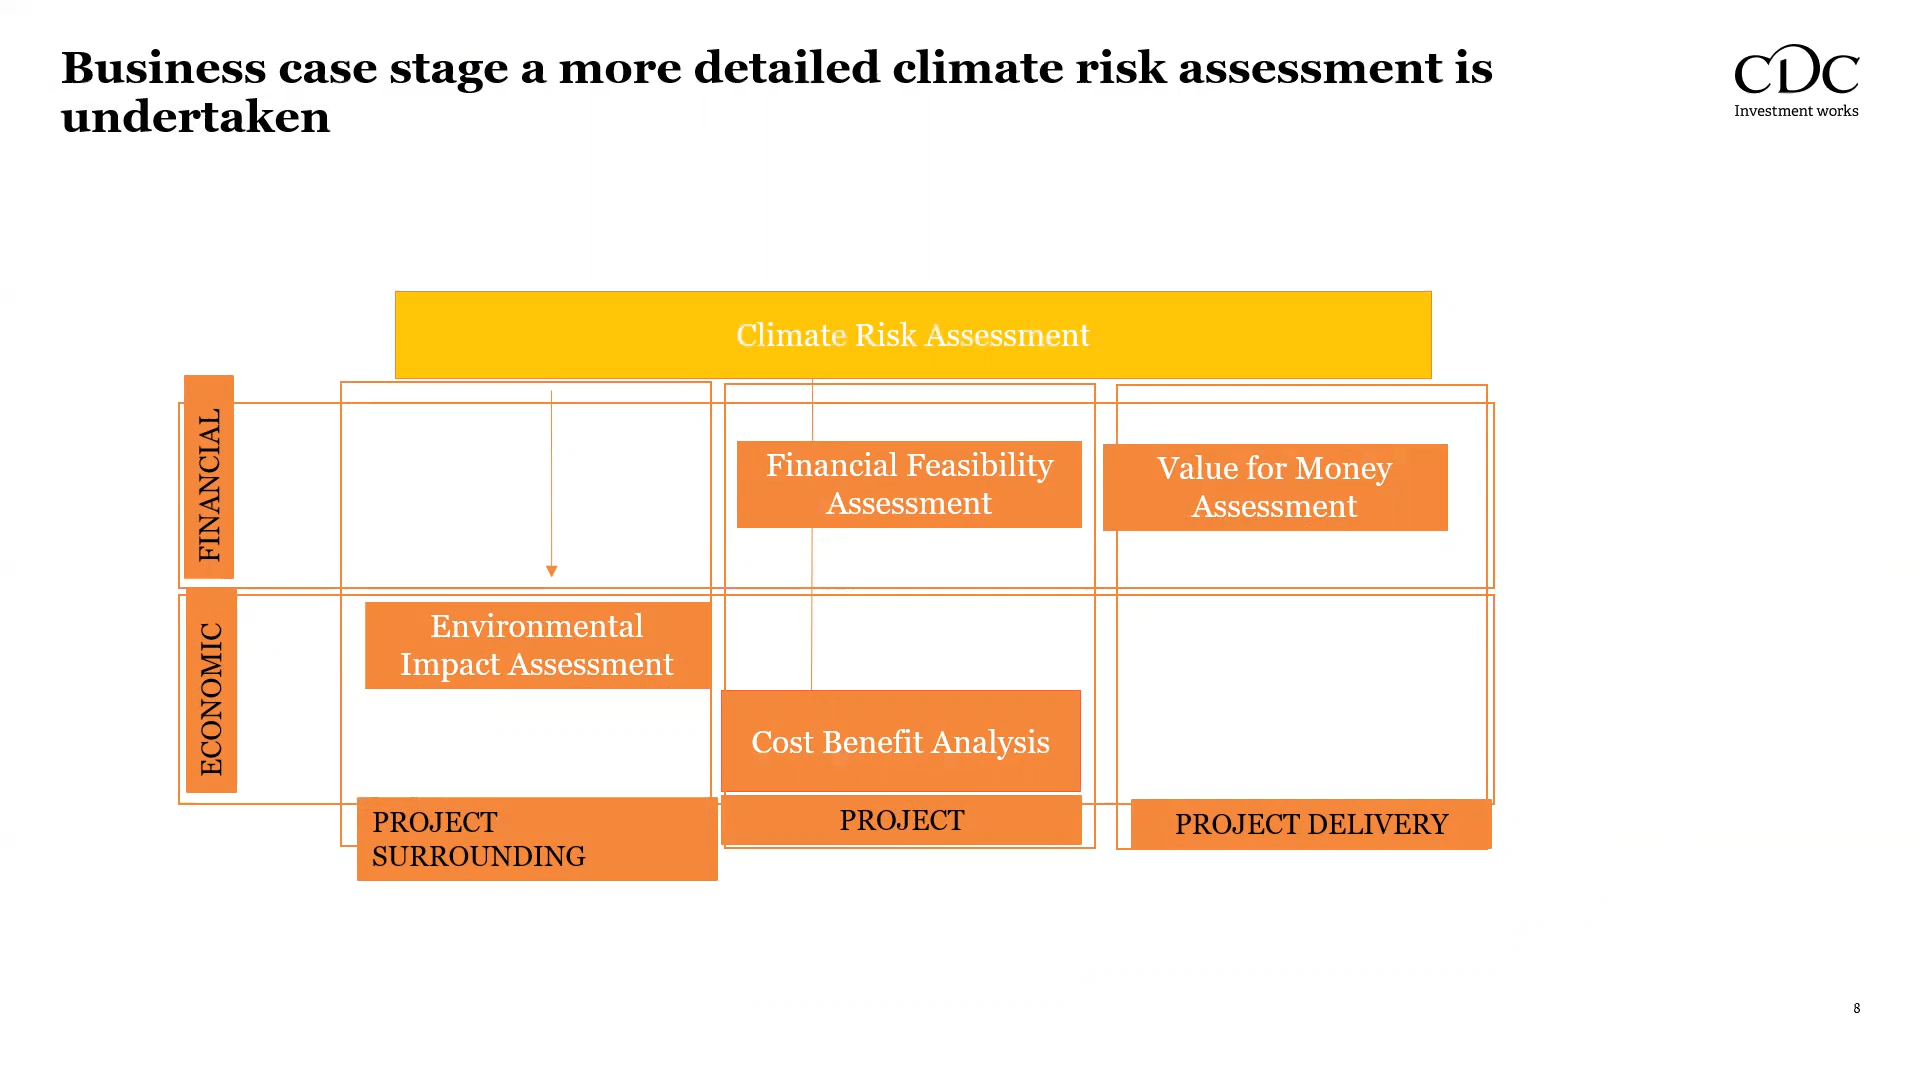 Business case stage a more detailed climate risk assessment is
undertaken
CDC
Investment works
Climate Risk Assessment
FINANCIAL
Financial Feasibility
Assessment
Value for Money
Assessment
ECONOMIC
Environmental
Impact Assessment
Cost Benefit Analysis
PROJECT
SURROUNDING
PROJECT
PROJECT DELIVERY
8